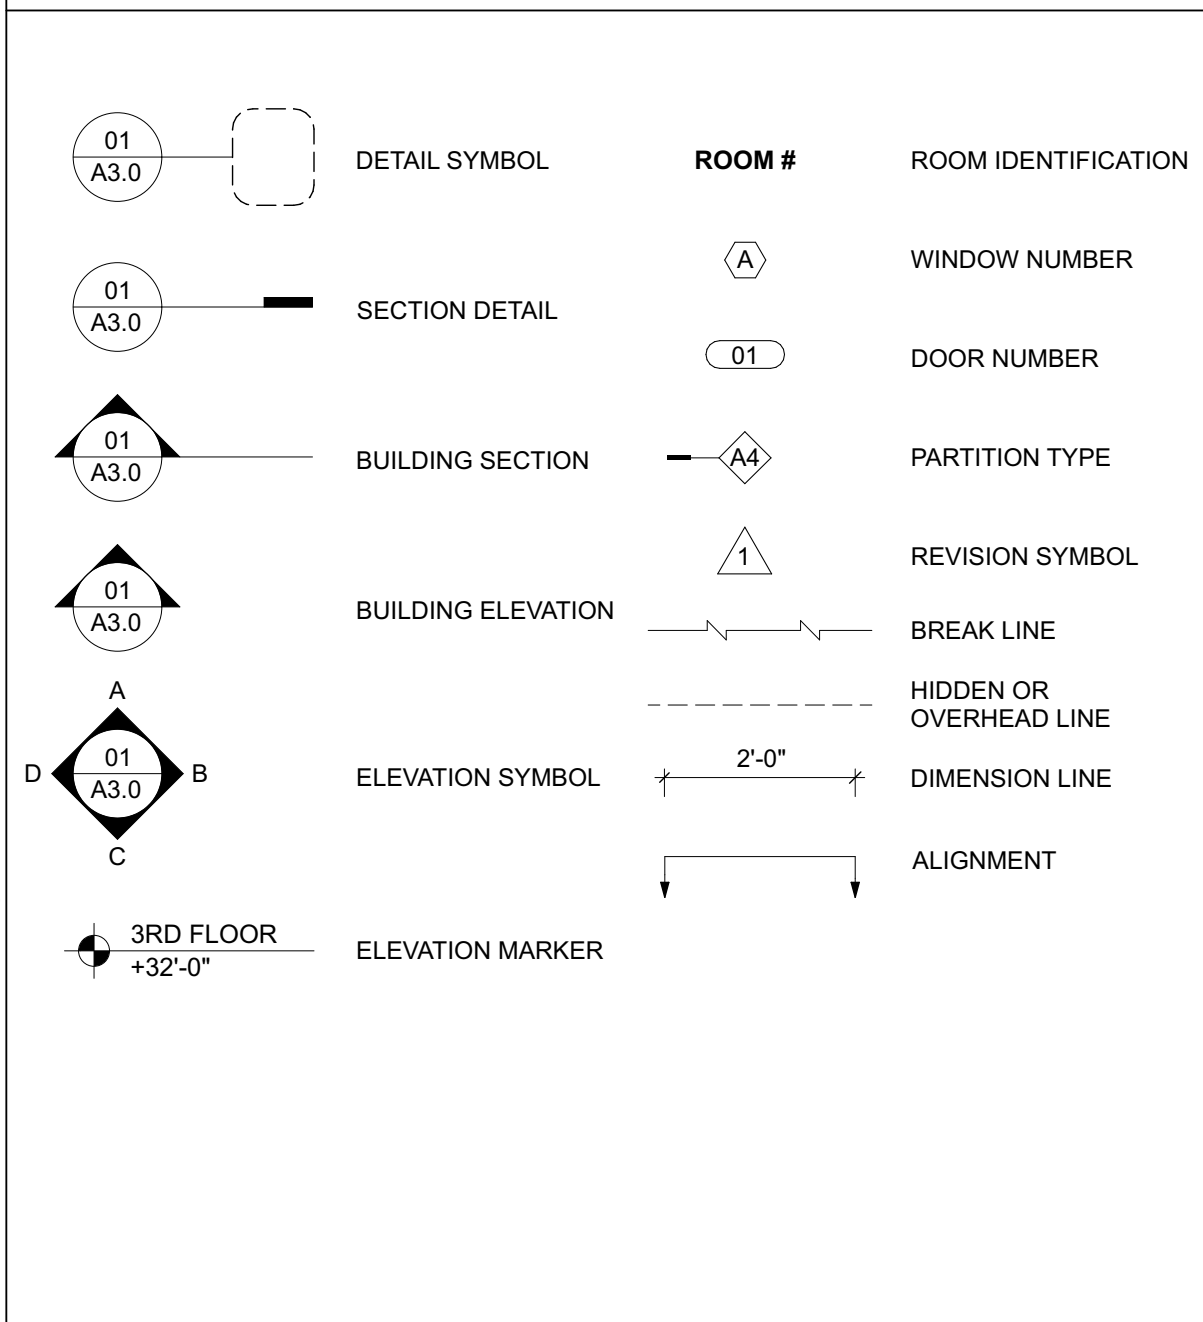 01
A3.0
DETAIL SYMBOL
01
A3.0
SECTION DETAIL
01
A3.0
BUILDING SECTION
01
A3.0
BUILDING ELEVATION
A
D
01
A3.0
B
C
ELEVATION SYMBOL
3RD FLOOR
+32'-0"
ELEVATION MARKER
ROOM #
ROOM IDENTIFICATION
A
WINDOW NUMBER
01
DOOR NUMBER
A4
PARTITION TYPE
1
REVISION SYMBOL
BREAK LINE
HIDDEN OR
OVERHEAD LINE
2'-0"
DIMENSION LINE
ALIGNMENT